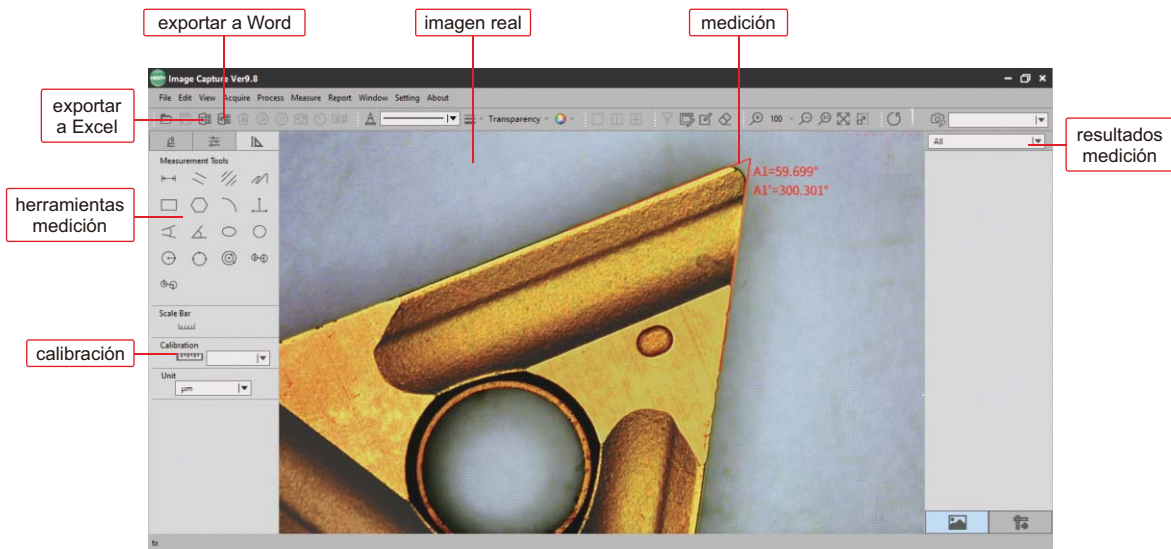 exportar a Word
imagen real
medición
exportar
a Excel
resultados
medición
herramientas
medición
calibración
Image Capture Ver9.8
File Edit View Acquire Process Measure Report Window Setting About
Transparency
100
All
Measurement Tools
Scale Bar
Calibration
Unit
μm
A1=59.699°
A1'=300.301°
tx